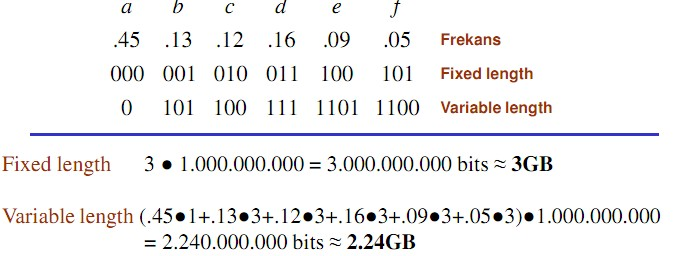 a b c d e f
.45 .13 .12 .16 .09 .05 Frekans
000 001 010 011 100 101 Fixed length
0 101 100 111 1101 1100 Variable length
Fixed length 3 • 1.000.000.000 = 3.000.000.000 bits ≈ 3GB
Variable length (.45●1+.13●3+.12●3+.16●3+.09●3+.05●3)●1.000.000.000
= 2.240.000.000 bits ≈ 2.24GB